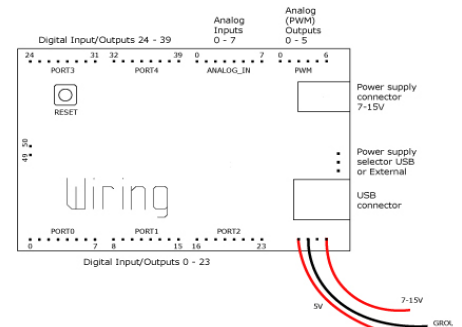 Analog
Inputs
0 - 7
Analog
(PWM)
Outputs
0 - 5
Digital Input/Outputs 24 - 39
24 31 32 39 0 7 0 6
PORT3 PORT4 ANALOG_IN PWM
RESET
Power supply
connector
7-15V
50
49
Power supply
selector USB
or External
USB
connector
Wiring
PORT0 PORT1 PORT2
0 7 8 15 16 23
Digital Input/Outputs 0 - 23
5V
7-15V
GROU